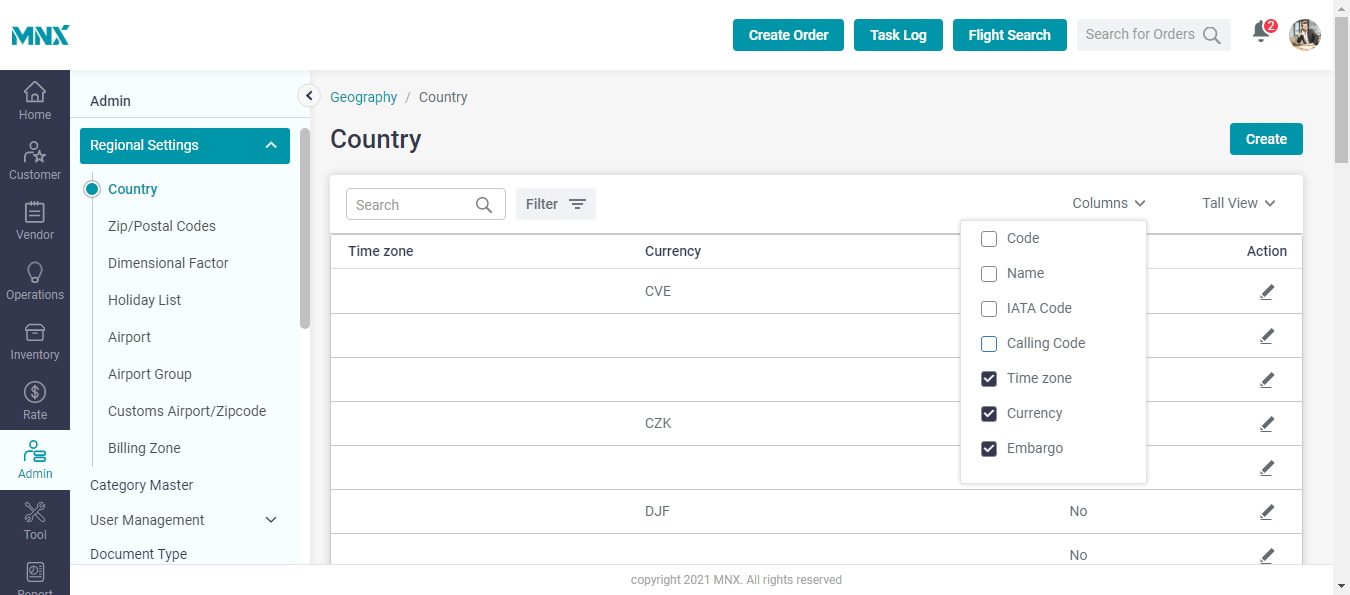 MNX
Create Order
Task Log
Flight Search
Search for Orders
2
Home
Customer
Vendor
Operations
Inventory
$
Rate
Admin
Tool
Report
Admin
Regional Settings
Country
Zip/Postal Codes
Dimensional Factor
Holiday List
Airport
Airport Group
Customs Airport/Zipcode
Billing Zone
Category Master
User Management
Document Type
Geography / Country
Country
Create
Search
Filter
Columns
Tall View
Code
Name
IATA Code
Calling Code
Time zone
Currency
Embargo
Time zone Currency Action
CVE
CZK
DJF No
No
copyright 2021 MNX. All rights reserved